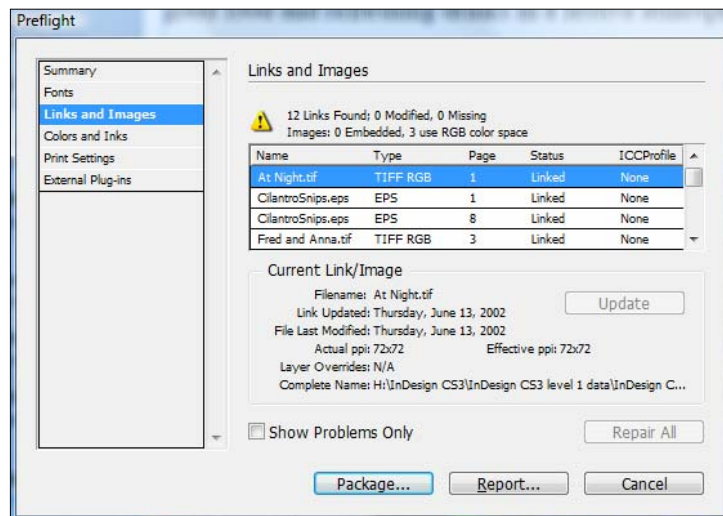 Preflight
Summary
Fonts
Links and Images
Colors and Inks
Print Settings
External Plug-ins
Links and Images
12 Links Found; 0 Modified, 0 Missing
Images: 0 Embedded, 3 use RGB color space
Name Type Page Status ICCProfile
At Night.tif TIFF RGB 1 Linked None
CilantroSnips.eps EPS 1 Linked None
CilantroSnips.eps EPS 8 Linked None
Fred and Anna.tif TIFF RGB 3 Linked None
Current Link/Image
Filename: At Night.tif
Update
Link Updated: Thursday, June 13, 2002
File Last Modified: Thursday, June 13, 2002
Actual ppi: 72x72 Effective ppi: 72x72
Layer Overrides: N/A
Complete Name: H:\InDesign CS3\InDesign CS3 level 1 data\InDesign C...
Show Problems Only
Repair All
Package... Report... Cancel